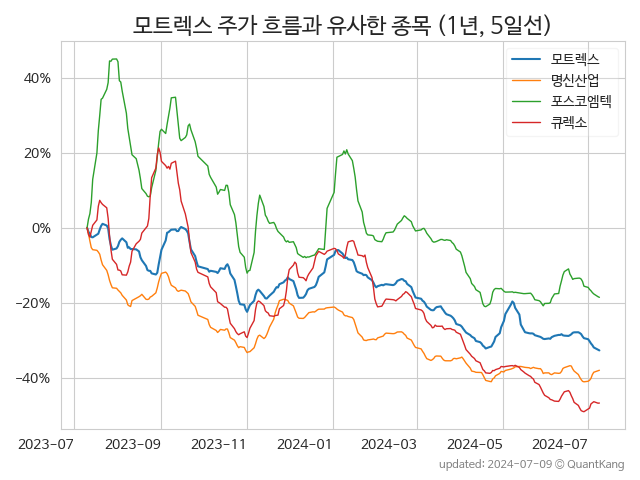 모트렉스 주가 흐름과 유사한 종목 (1년, 5일선)
모트렉스
명신산업
포스코엠텍
큐렉소
40%
20%
0%
−20%
−40%
2023-07 2023-09 2023-11 2024-01 2024-03 2024-05 2024-07
updated: 2024-07-09 © QuantKang